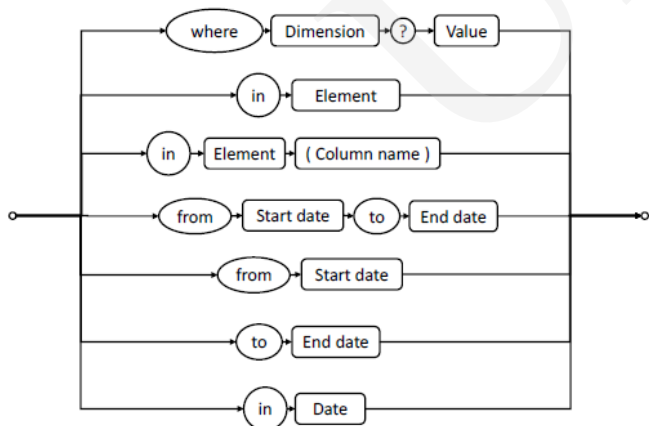 where Dimension ? Value
in Element
in Element ( Column name )
from Start date to End date
from Start date
to End date
in Date